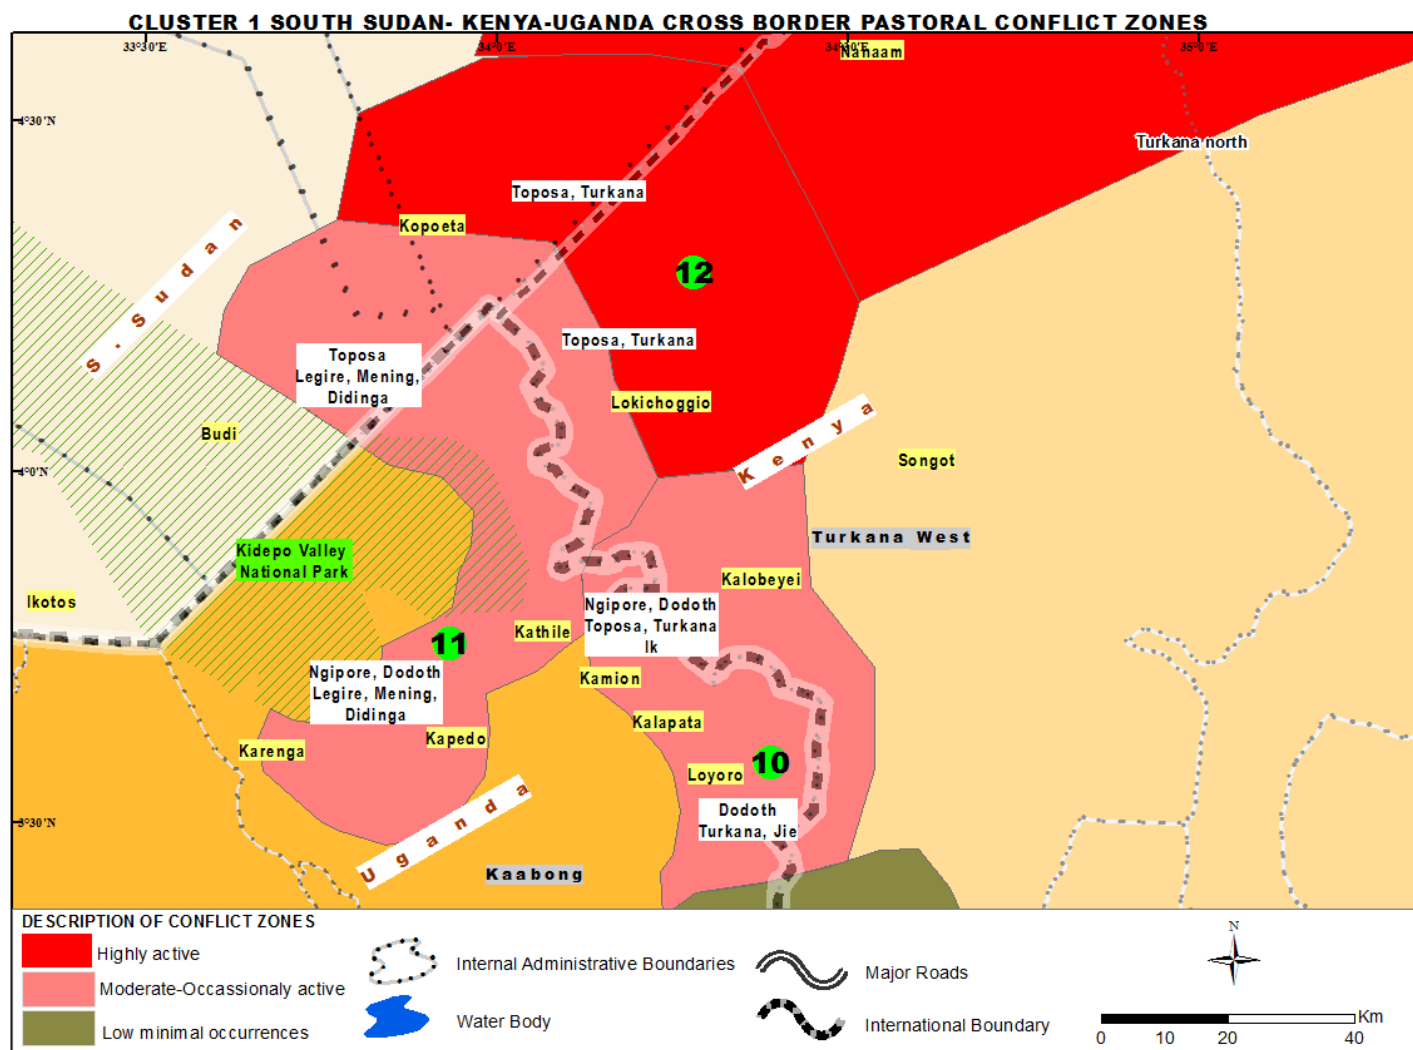 CLUSTER 1 SOUTH SUDAN- KENYA-UGANDA CROSS BORDER PASTORAL CONFLICT ZONES
33°30'E
34°0'E
35°0'E
Nanaam
4°30'N
Turkana north
Toposa, Turkana
Kopoeta
S. Sudan
12
Toposa, Turkana
Toposa
Legire, Mening,
Didinga
Lokichoggio
Kenya
Budi
4°0'N
Songot
Turkana West
Kidepo Valley
National Park
Kalobeyei
Ikotos
Ngipore, Dodoth
Toposa, Turkana
Ik
Kathile
11
Ngipore, Dodoth
Legire, Mening,
Didinga
Kamion
Kalapata
Karenga
Kapedo
10
Loyoro
Dodoth
Turkana, Jie
3°30'N
Uganda
Kaabong
DESCRIPTION OF CONFLICT ZONES
Highly active
Moderate-Occassionaly active
Low minimal occurrences
Internal Administrative Boundaries
Water Body
Major Roads
International Boundary
N
Km
0 10 20 40